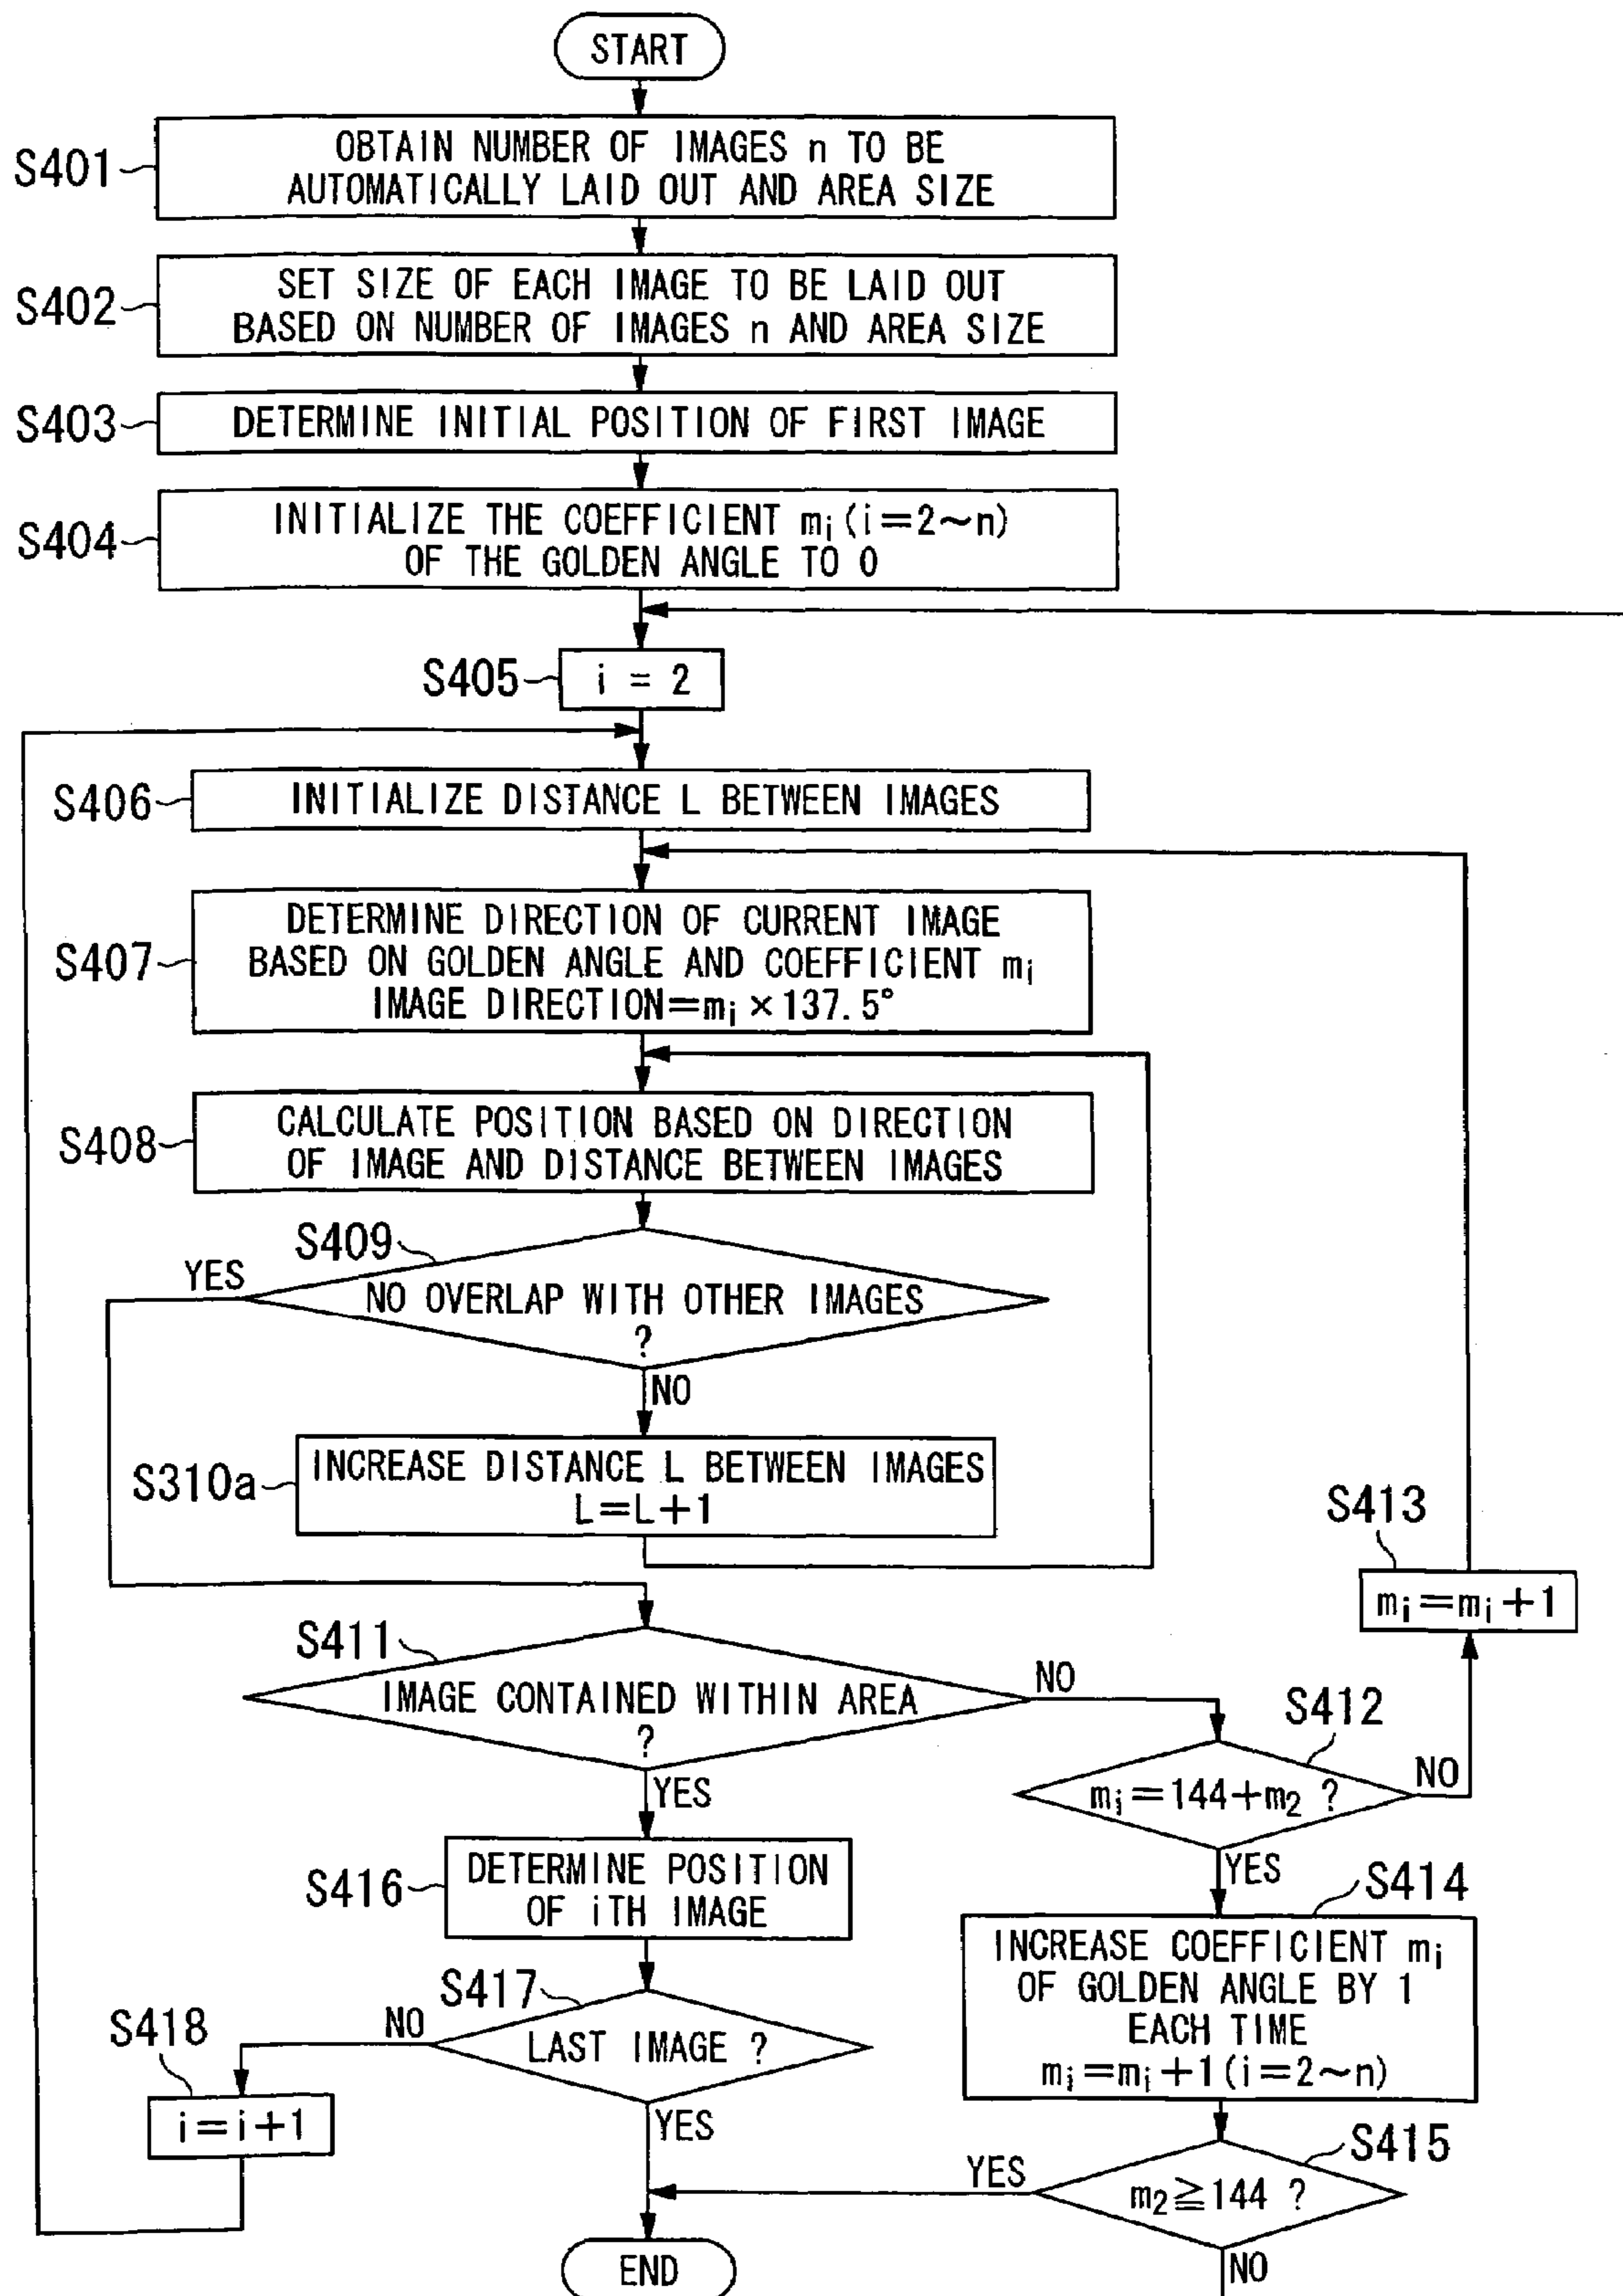 START
S401
OBTAIN NUMBER OF IMAGES n TO BE
AUTOMATICALLY LAID OUT AND AREA SIZE
S402
SET SIZE OF EACH IMAGE TO BE LAID OUT
BASED ON NUMBER OF IMAGES n AND AREA SIZE
S403
DETERMINE INITIAL POSITION OF FIRST IMAGE
S404
INITIALIZE THE COEFFICIENT mᵢ(i=2~n)
OF THE GOLDEN ANGLE TO 0
S405
i = 2
S406
INITIALIZE DISTANCE L BETWEEN IMAGES
S407
DETERMINE DIRECTION OF CURRENT IMAGE
BASED ON GOLDEN ANGLE AND COEFFICIENT mᵢ
IMAGE DIRECTION=mᵢ×137.5°
S408
CALCULATE POSITION BASED ON DIRECTION
OF IMAGE AND DISTANCE BETWEEN IMAGES
S409
YES
NO OVERLAP WITH OTHER IMAGES
?
NO
S310a
INCREASE DISTANCE L BETWEEN IMAGES
L=L+1
S413
mᵢ=mᵢ+1
S411
IMAGE CONTAINED WITHIN AREA
?
NO
YES
S412
mᵢ=144+m₂ ?
NO
YES
S416
DETERMINE POSITION
OF iTH IMAGE
S414
INCREASE COEFFICIENT mᵢ
OF GOLDEN ANGLE BY 1
EACH TIME
mᵢ=mᵢ+1(i=2~n)
S417
LAST IMAGE ?
NO
YES
S418
i=i+1
S415
m₂≧144 ?
YES
NO
END